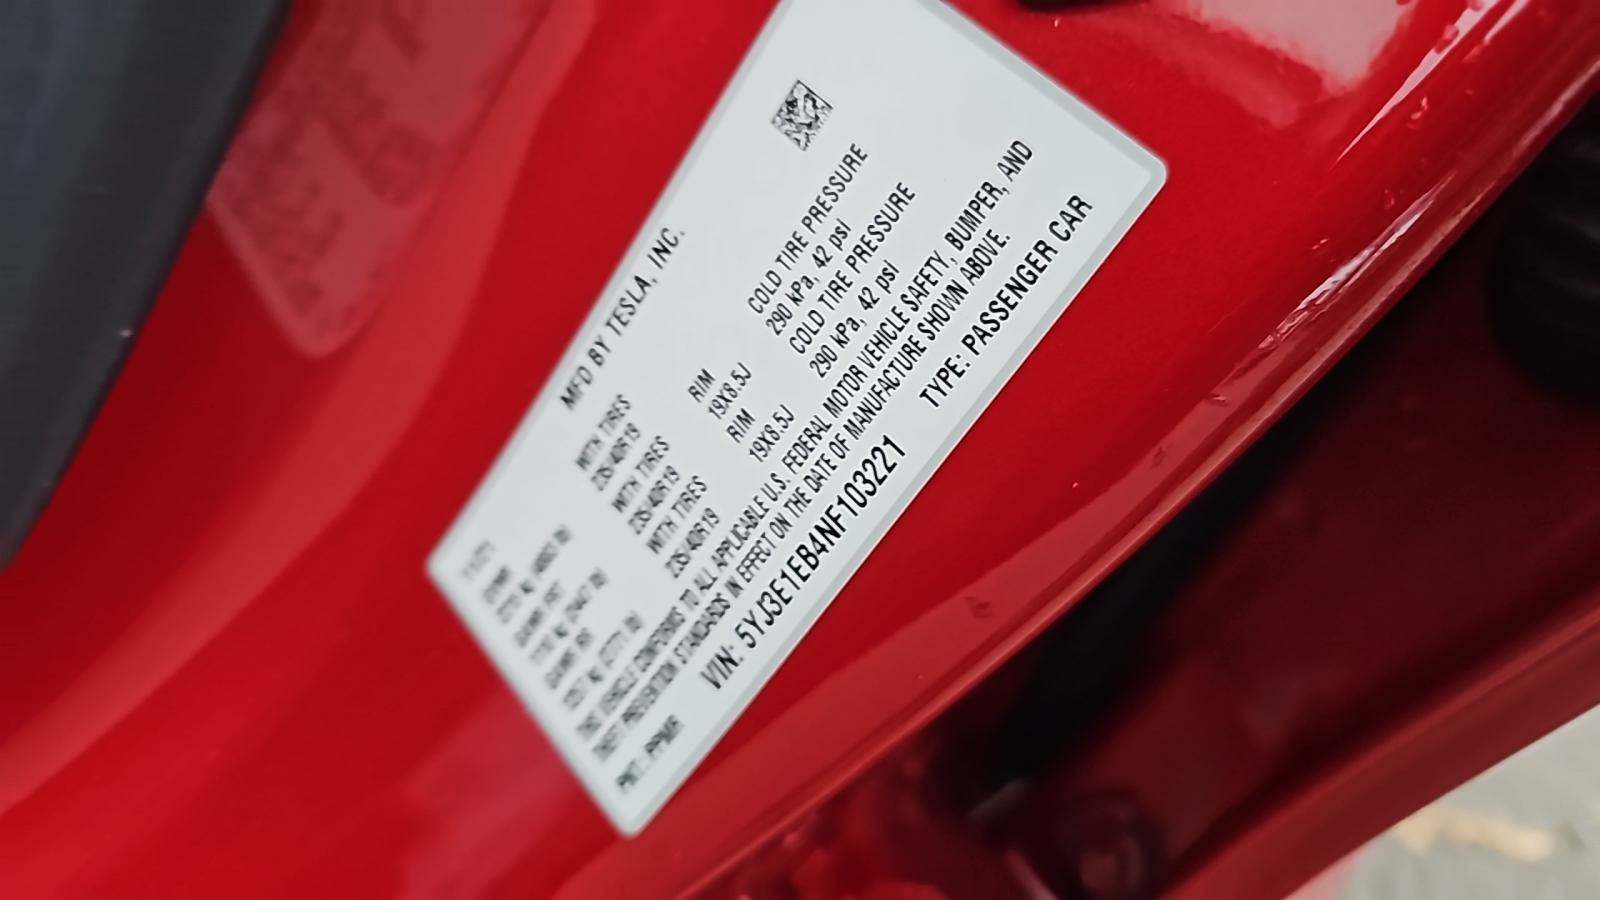 MFD BY TESLA, INC.
GVWR
WITH TIRES
235/40R19
RIM
19X8.5J
COLD TIRE PRESSURE
290 kPa, 42 psi
WITH TIRES
235/40R19
RIM
19X8.5J
COLD TIRE PRESSURE
290 kPa, 42 psi
WITH TIRES
235/40R19
THIS VEHICLE CONFORMS TO ALL APPLICABLE U.S. FEDERAL MOTOR VEHICLE SAFETY, BUMPER, AND
THEFT PREVENTION STANDARDS IN EFFECT ON THE DATE OF MANUFACTURE SHOWN ABOVE.
VIN: 5YJ3E1EB4NF103221 TYPE: PASSENGER CAR
PNT: PPMR